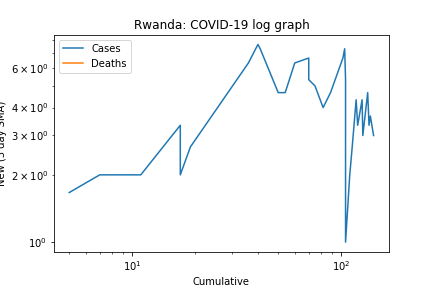 Rwanda: COVID-19 log graph
Cases
Deaths
6 × 10⁰
4 × 10⁰
3 × 10⁰
2 × 10⁰
10⁰
New (3 day SMA)
10¹
10²
Cumulative